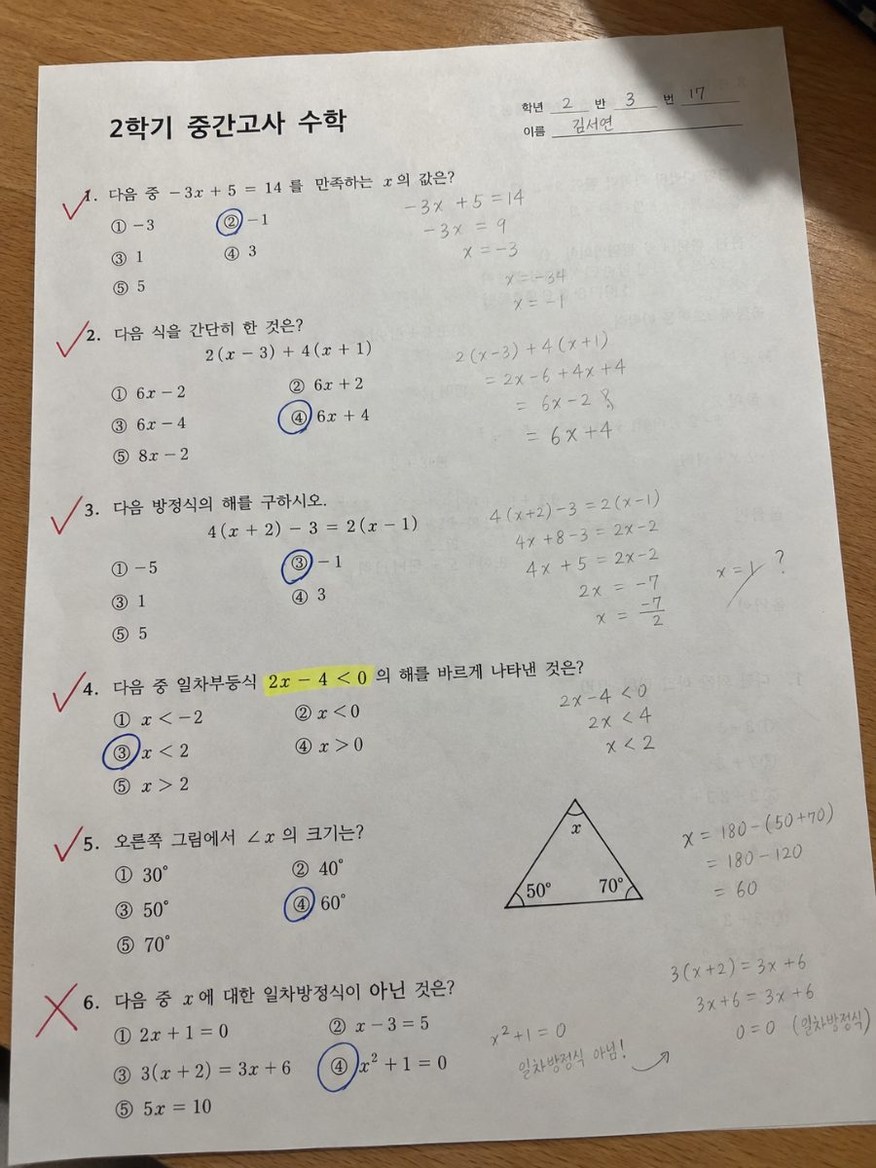 2학기 중간고사 수학
학년 2 반 3 번 17
이름 김서연
1. 다음 중 −3x + 5 = 14 를 만족하는 x 의 값은?
① −3 ② −1
③ 1 ④ 3
⑤ 5
−3x + 5 = 14
−3x = 9
x = −3
x = −34
x = −1
2. 다음 식을 간단히 한 것은?
2(x − 3) + 4(x + 1)
① 6x − 2 ② 6x + 2
③ 6x − 4 ④ 6x + 4
⑤ 8x − 2
2(x−3) + 4(x+1)
= 2x − 6 + 4x + 4
= 6x − 2
= 6x + 4
3. 다음 방정식의 해를 구하시오.
4(x + 2) − 3 = 2(x − 1)
① −5 ③ −1
③ 1 ④ 3
⑤ 5
4(x+2) − 3 = 2(x−1)
4x + 8 − 3 = 2x − 2
4x + 5 = 2x − 2
2x = −7
x = −7/2
x = 1 ?
4. 다음 중 일차부등식 2x − 4 < 0 의 해를 바르게 나타낸 것은?
① x < −2 ② x < 0
③ x < 2 ④ x > 0
⑤ x > 2
2x − 4 < 0
2x < 4
x < 2
5. 오른쪽 그림에서 ∠x 의 크기는?
① 30° ② 40°
③ 50° ④ 60°
⑤ 70°
x
50° 70°
x = 180 − (50+70)
= 180 − 120
= 60
6. 다음 중 x 에 대한 일차방정식이 아닌 것은?
① 2x + 1 = 0 ② x − 3 = 5
③ 3(x + 2) = 3x + 6 ④ x² + 1 = 0
⑤ 5x = 10
x² + 1 = 0
일차방정식 아님!
3(x+2) = 3x + 6
3x + 6 = 3x + 6
0 = 0 (일차방정식)